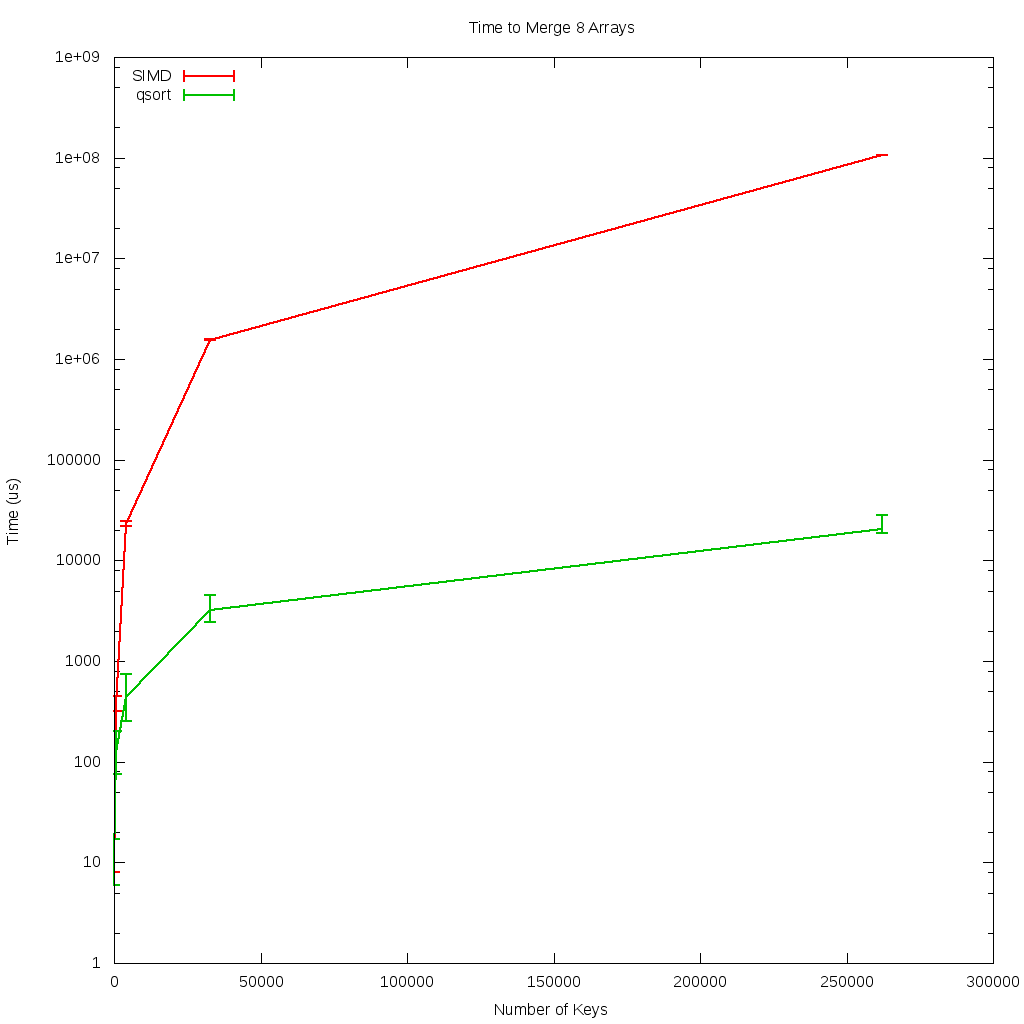 Time to Merge 8 Arrays
1e+09
SIMD
qsort
1e+08
1e+07
1e+06
100000
Time (us)
10000
1000
100
10
1
0 50000 100000 150000 200000 250000 300000
Number of Keys